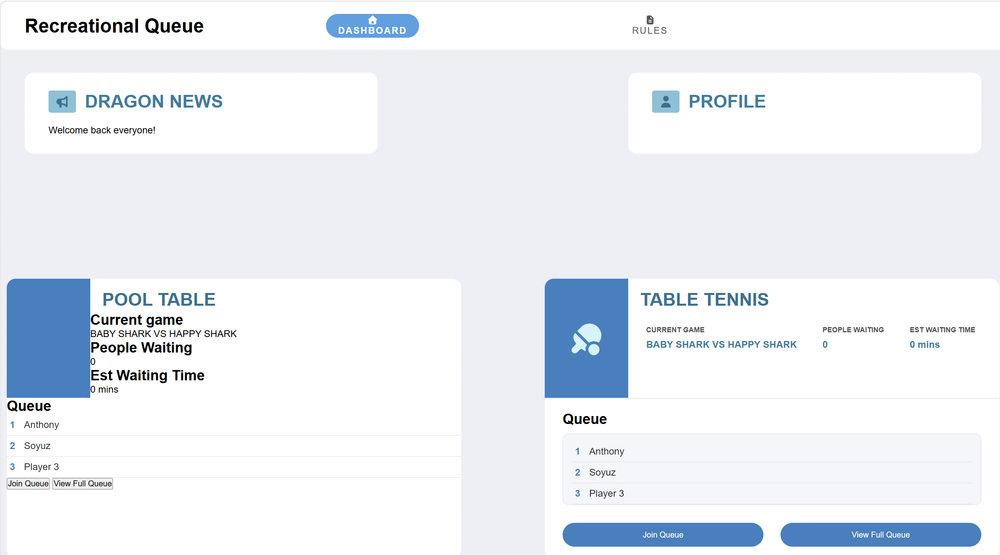 Recreational Queue
DASHBOARD
RULES
DRAGON NEWS
Welcome back everyone!
PROFILE
POOL TABLE
Current game
BABY SHARK VS HAPPY SHARK
People Waiting
0
Est Waiting Time
0 mins
Queue
1 Anthony
2 Soyuz
3 Player 3
Join Queue View Full Queue
TABLE TENNIS
CURRENT GAME PEOPLE WAITING EST WAITING TIME
BABY SHARK VS HAPPY SHARK 0 0 mins
Queue
1 Anthony
2 Soyuz
3 Player 3
Join Queue View Full Queue